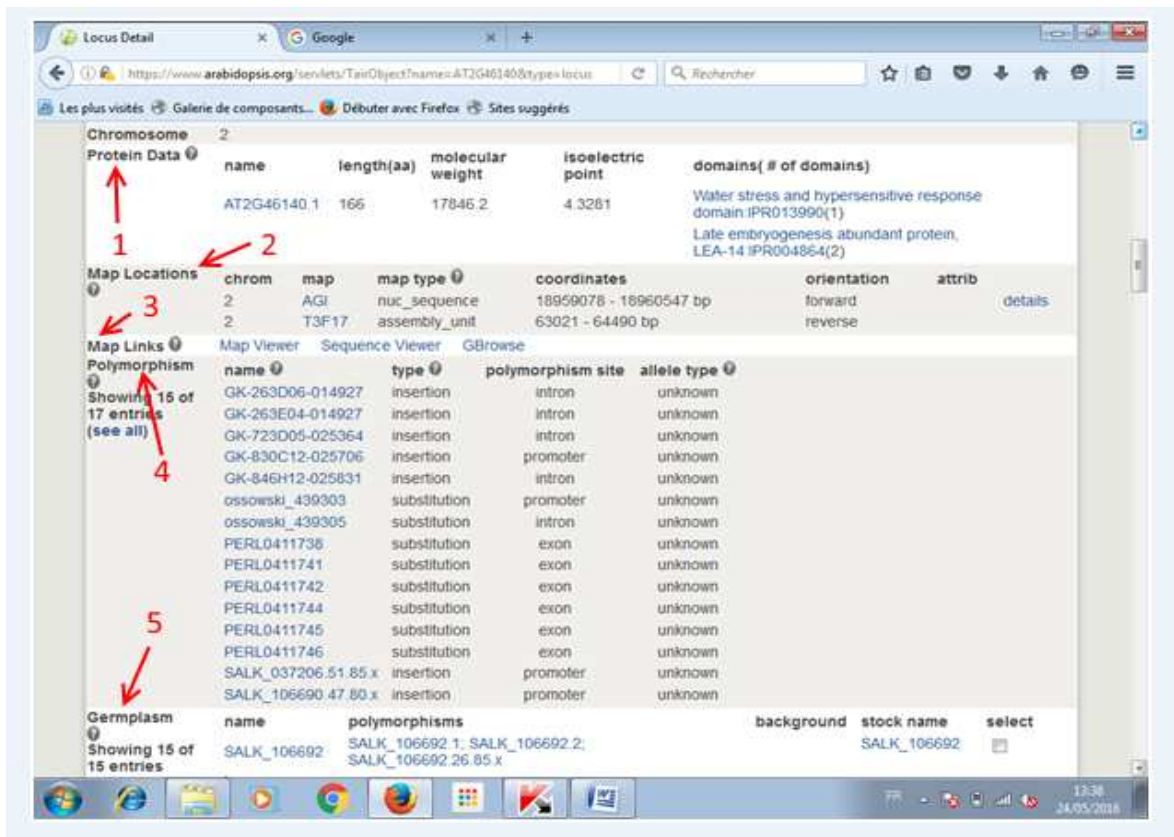 Locus Detail × Google × +
https://www.arabidopsis.org/servlets/TairObject?name=AT2G46140&type=locus Rechercher
Les plus visités Galerie de composants... Débuter avec Firefox Sites suggérés
Chromosome 2
Protein Data name length(aa) molecular weight isoelectric point domains( # of domains)
AT2G46140.1 166 17846.2 4.3281 Water stress and hypersensitive response
domain:IPR013990(1)
Late embryogenesis abundant protein,
LEA-14:IPR004864(2)
1
2
Map Locations chrom map map type coordinates orientation attrib
2 AGI nuc_sequence 18959078 - 18960547 bp forward details
2 T3F17 assembly_unit 63021 - 64490 bp reverse
3
Map Links Map Viewer Sequence Viewer GBrowse
Polymorphism name type polymorphism site allele type
Showing 15 of GK-263D06-014927 insertion intron unknown
17 entries GK-263E04-014927 insertion intron unknown
(see all) GK-723D05-025364 insertion intron unknown
GK-830C12-025706 insertion promoter unknown
4 GK-846H12-025831 insertion intron unknown
ossowski_439303 substitution promoter unknown
ossowski_439305 substitution intron unknown
PERL0411738 substitution exon unknown
PERL0411741 substitution exon unknown
PERL0411742 substitution exon unknown
PERL0411744 substitution exon unknown
5 PERL0411745 substitution exon unknown
PERL0411746 substitution exon unknown
SALK_037206.51.85.x insertion promoter unknown
SALK_106690.47.80.x insertion promoter unknown
Germplasm name polymorphisms background stock name select
Showing 15 of SALK_106692 SALK_106692.1; SALK_106692.2; SALK_106692
15 entries SALK_106692.26.85.x
FR 13:38
24/05/2016